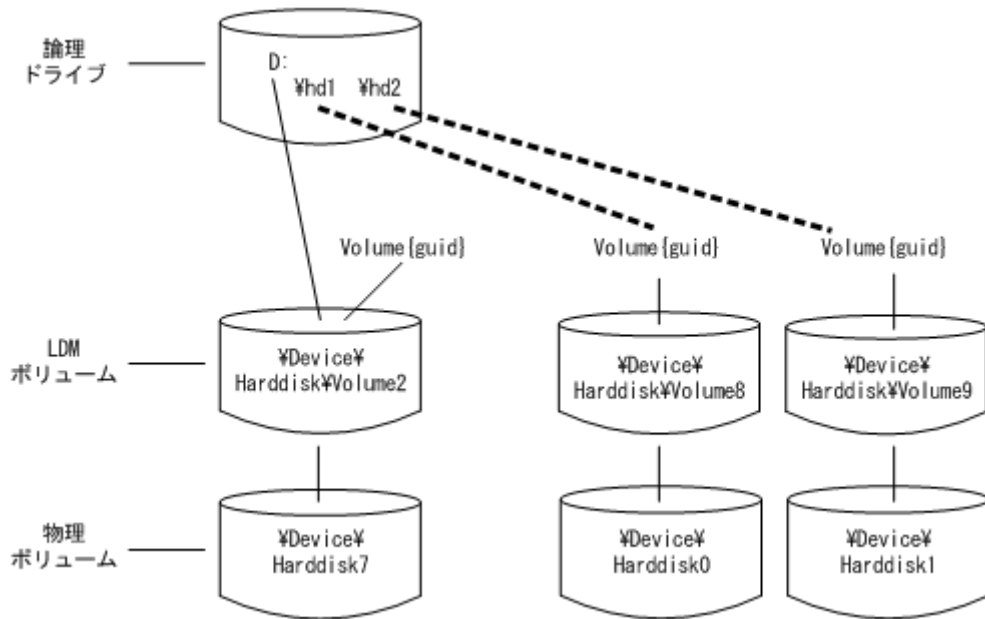 論理
ドライブ
D:
¥hd1 ¥hd2
Volume{guid} Volume{guid} Volume{guid}
LDM
ボリューム
¥Device¥
Harddisk¥Volume2
¥Device¥
Harddisk¥Volume8
¥Device¥
Harddisk¥Volume9
物理
ボリューム
¥Device¥
Harddisk7
¥Device¥
Harddisk0
¥Device¥
Harddisk1